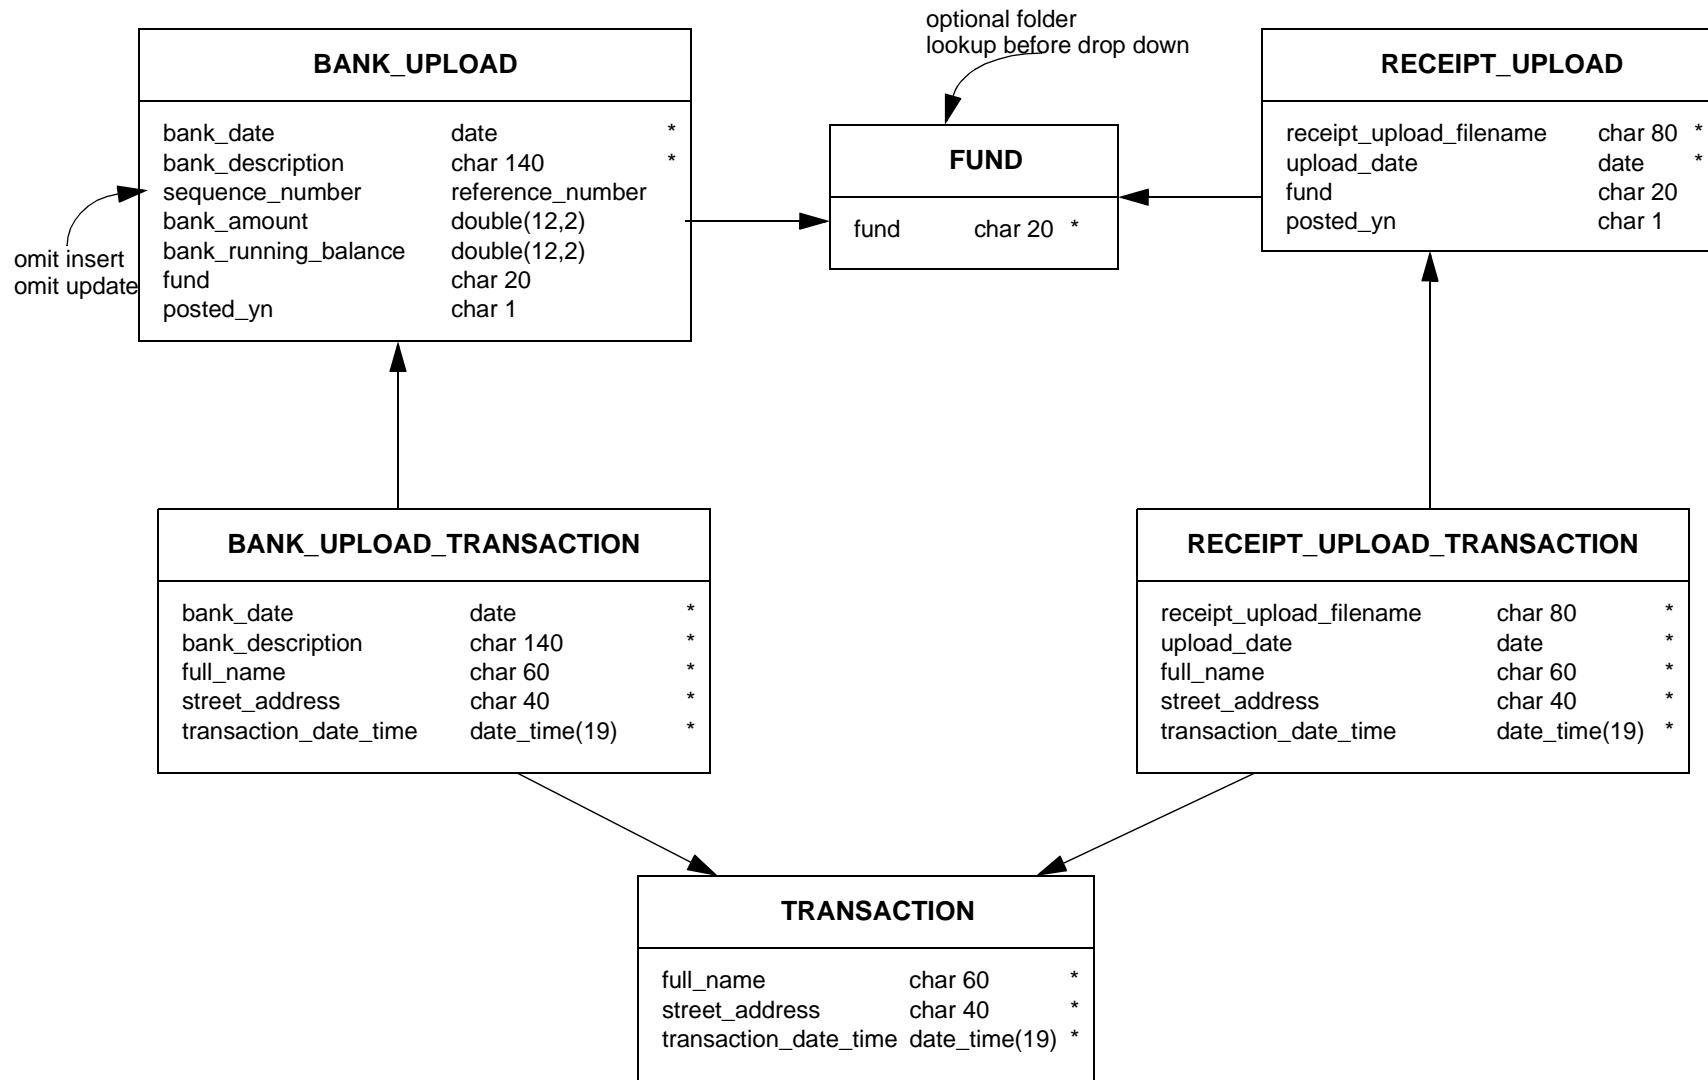 optional folder
lookup before drop down
BANK_UPLOAD
bank_date date *
bank_description char 140 *
sequence_number reference_number
bank_amount double(12,2)
bank_running_balance double(12,2)
fund char 20
posted_yn char 1
omit insert
omit update
FUND
fund char 20 *
RECEIPT_UPLOAD
receipt_upload_filename char 80 *
upload_date date *
fund char 20
posted_yn char 1
BANK_UPLOAD_TRANSACTION
bank_date date *
bank_description char 140 *
full_name char 60 *
street_address char 40 *
transaction_date_time date_time(19) *
RECEIPT_UPLOAD_TRANSACTION
receipt_upload_filename char 80 *
upload_date date *
full_name char 60 *
street_address char 40 *
transaction_date_time date_time(19) *
TRANSACTION
full_name char 60 *
street_address char 40 *
transaction_date_time date_time(19) *